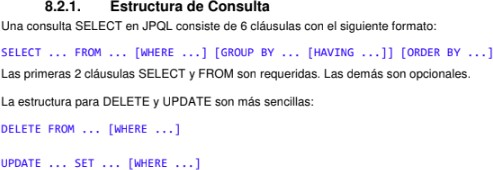 8.2.1. Estructura de Consulta
Una consulta SELECT en JPQL consiste de 6 cláusulas con el siguiente formato:
SELECT ... FROM ... [WHERE ...] [GROUP BY ... [HAVING ...]] [ORDER BY ...]
Las primeras 2 cláusulas SELECT y FROM son requeridas. Las demás son opcionales.
La estructura para DELETE y UPDATE son más sencillas:
DELETE FROM ... [WHERE ...]
UPDATE ... SET ... [WHERE ...]